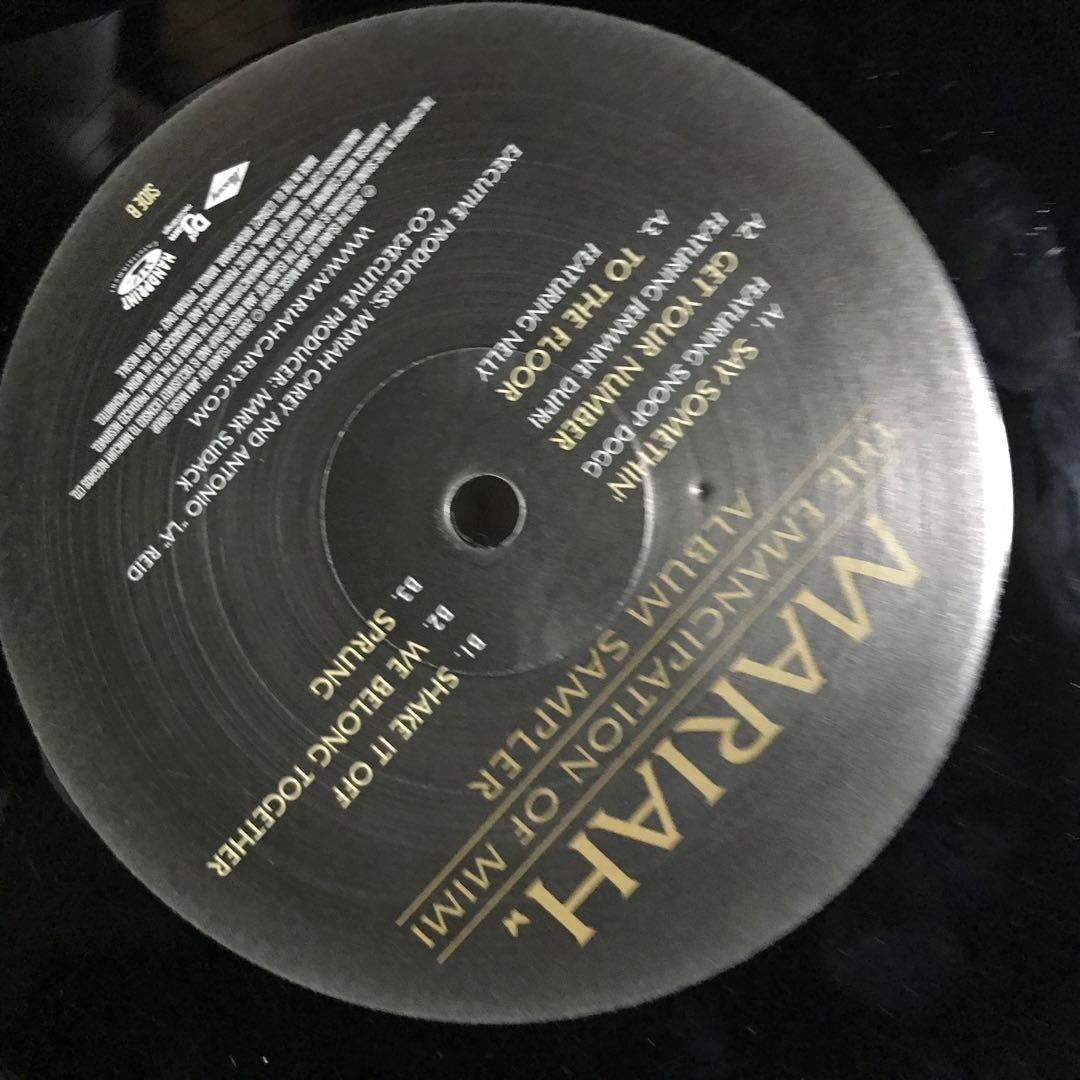 MARIAH.
THE EMANCIPATION OF MIMI
ALBUM SAMPLER
A1. SAY SOMETHIN'
FEATURING SNOOP DOGG
A2. GET YOUR NUMBER
FEATURING JERMAINE DUPRI
A3. TO THE FLOOR
FEATURING NELLY
B1. SHAKE IT OFF
B2. WE BELONG TOGETHER
B3. SPRUNG
EXECUTIVE PRODUCERS: MARIAH CAREY AND ANTONIO "LA" REID
CO-EXECUTIVE PRODUCER: MARK SUDACK
WWW.MARIAHCAREY.COM
HANDPRINT
ENTERTAINMENT
SIDE B